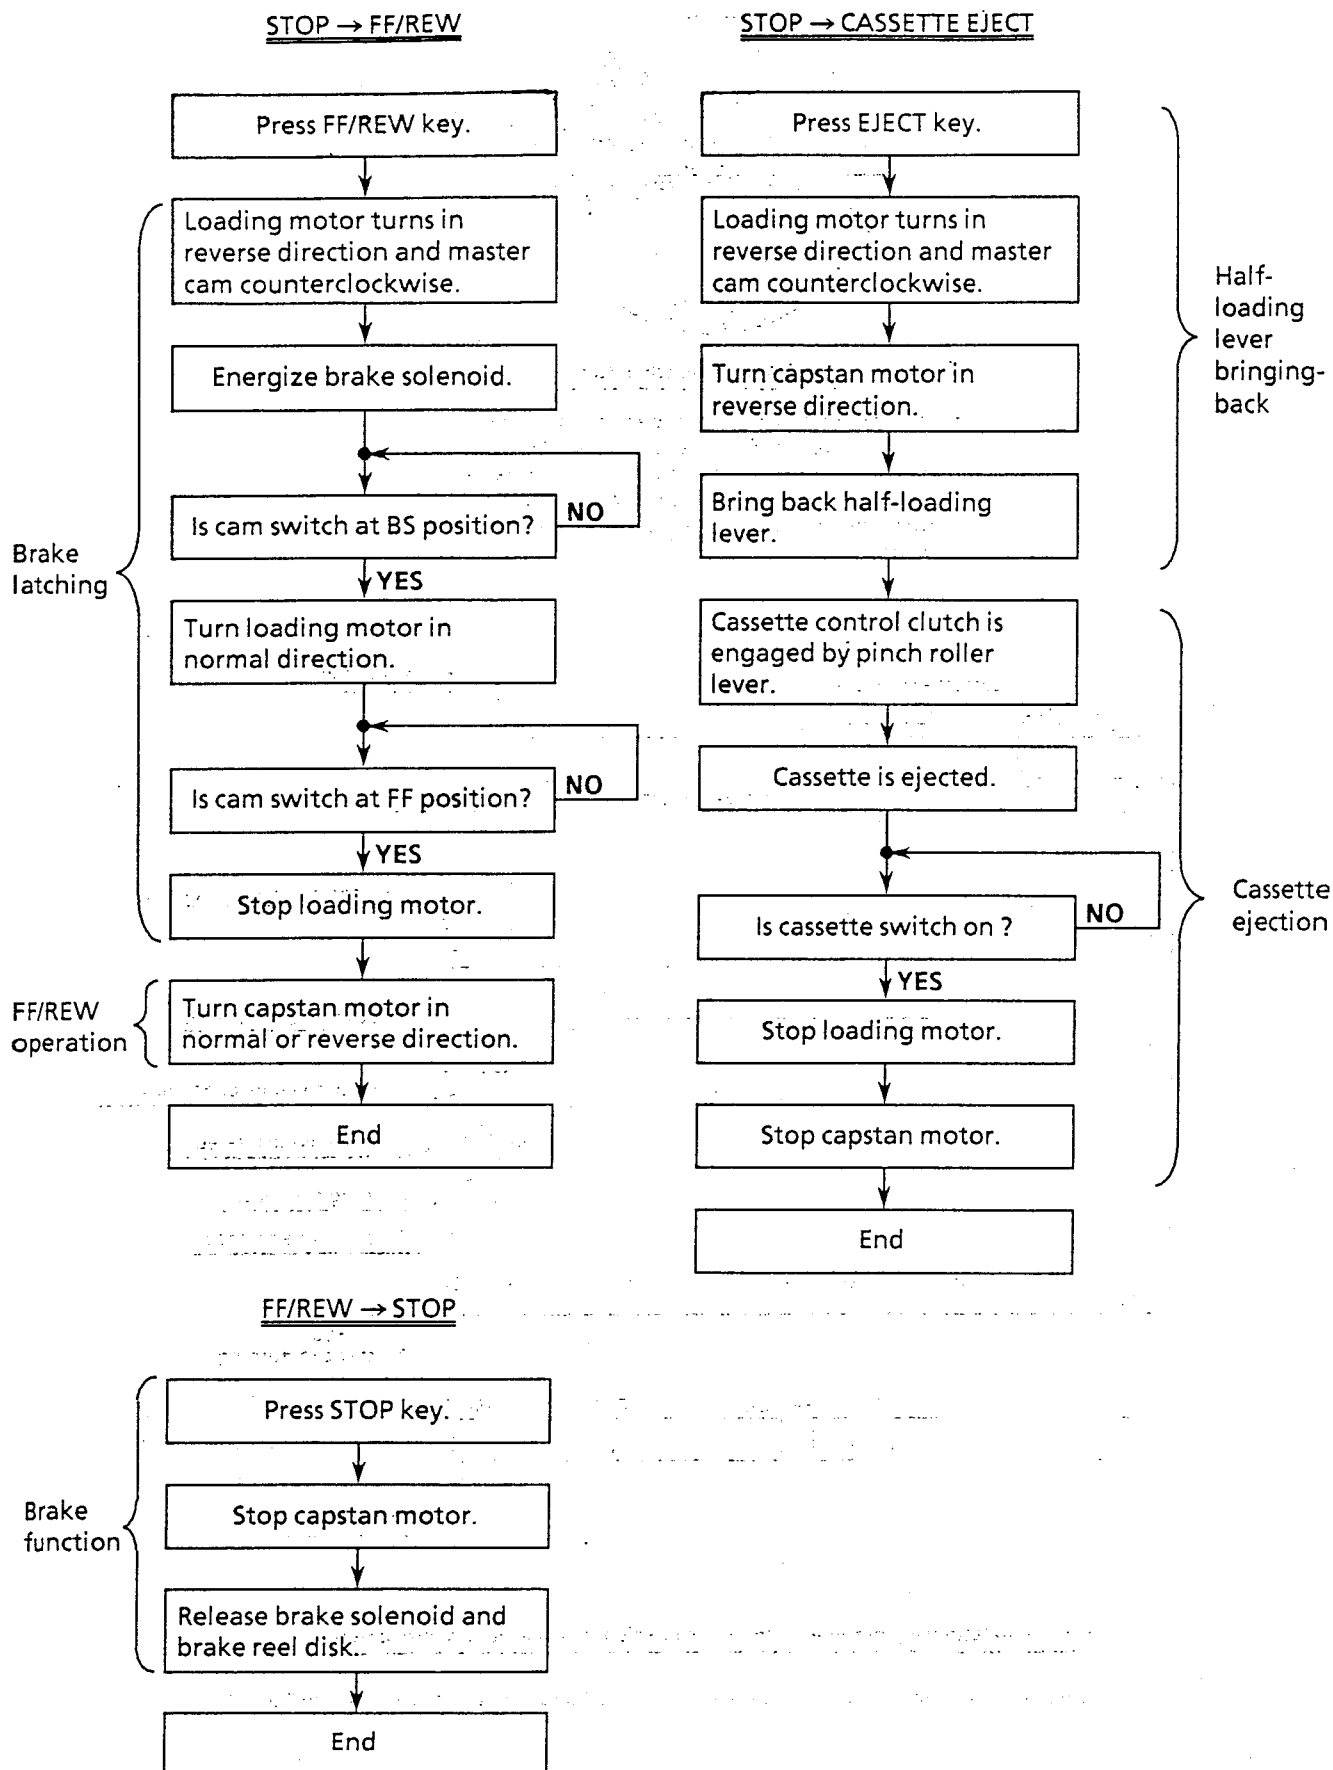 STOP → FF/REW
Press FF/REW key.
Loading motor turns in
reverse direction and master
cam counterclockwise.
Energize brake solenoid.
Is cam switch at BS position?
NO
YES
Turn loading motor in
normal direction.
Is cam switch at FF position?
NO
YES
Stop loading motor.
Brake
latching
Turn capstan motor in
normal or reverse direction.
FF/REW
operation
End
STOP → CASSETTE EJECT
Press EJECT key.
Loading motor turns in
reverse direction and master
cam counterclockwise.
Turn capstan motor in
reverse direction.
Bring back half-loading
lever.
Half-
loading
lever
bringing-
back
Cassette control clutch is
engaged by pinch roller
lever.
Cassette is ejected.
Is cassette switch on ?
NO
YES
Stop loading motor.
Stop capstan motor.
Cassette
ejection
End
FF/REW → STOP
Press STOP key.
Stop capstan motor.
Release brake solenoid and
brake reel disk.
Brake
function
End